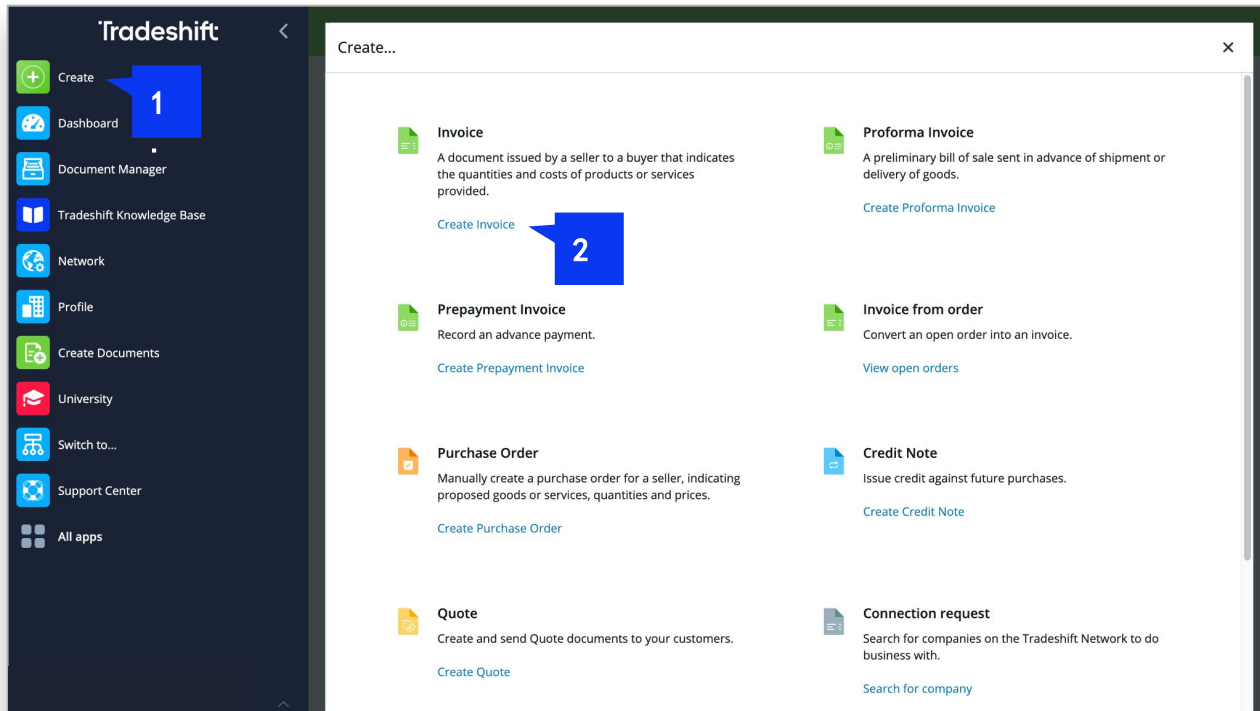 Tradeshift
Create
1
Dashboard
Document Manager
Tradeshift Knowledge Base
Network
Profile
Create Documents
University
Switch to...
Support Center
All apps
Create...
Invoice
A document issued by a seller to a buyer that indicates
the quantities and costs of products or services
provided.
Create Invoice
2
Proforma Invoice
A preliminary bill of sale sent in advance of shipment or
delivery of goods.
Create Proforma Invoice
Prepayment Invoice
Record an advance payment.
Create Prepayment Invoice
Invoice from order
Convert an open order into an invoice.
View open orders
Purchase Order
Manually create a purchase order for a seller, indicating
proposed goods or services, quantities and prices.
Create Purchase Order
Credit Note
Issue credit against future purchases.
Create Credit Note
Quote
Create and send Quote documents to your customers.
Create Quote
Connection request
Search for companies on the Tradeshift Network to do
business with.
Search for company